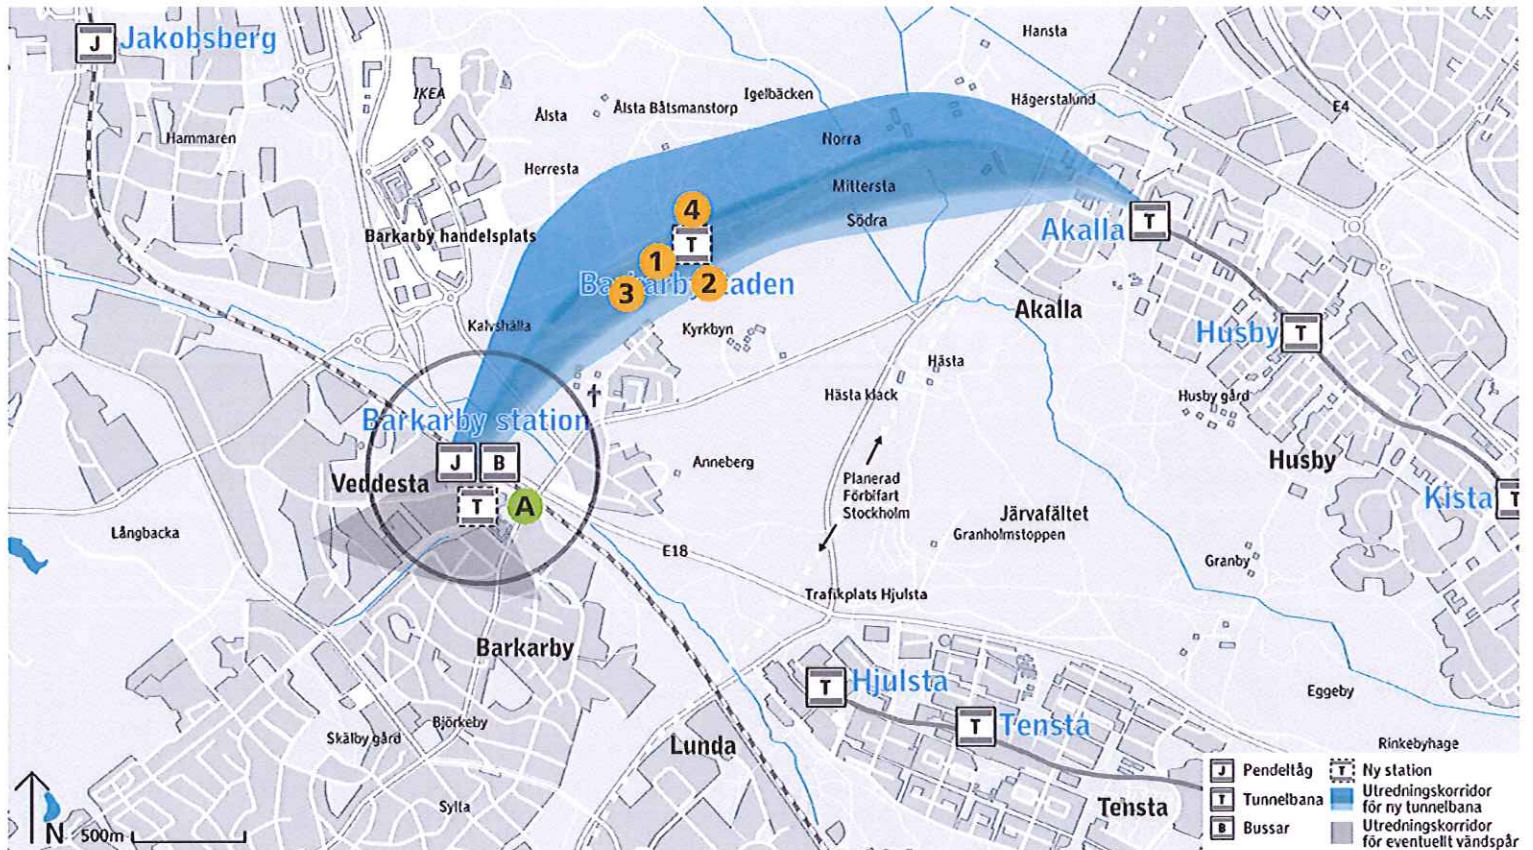 J Jakobsberg
IKEA
Hammaren
Ålsta
Ålsta Båtsmanstorp
Igelbäcken
Hansta
Hägerstalund
E4
Herresta
Norra
Mittersta
Södra
Barkarby handelsplats
4
T
1
2
3
Barkarbystaden
Akalla T
Akalla
Husby T
Kalvshälla
Kyrkbyn
Hästa
Hästa klack
Husby gård
Barkarby station
J B
T A
Veddesta
Anneberg
Husby
Kista T
Planerad
Förbifart
Stockholm
Järvafältet
Granholmstoppen
Långbacka
E18
Granby
Trafikplats Hjulsta
Barkarby
T Hjulsta
T Tensta
Eggeby
Björkeby
Skälby gård
Lunda
Rinkebyhage
Sylta
Tensta
N 500m
J Pendeltåg
T Tunnelbana
B Bussar
T Ny station
Utredningskorridor
för ny tunnelbana
Utredningskorridor
för eventuellt vändspår